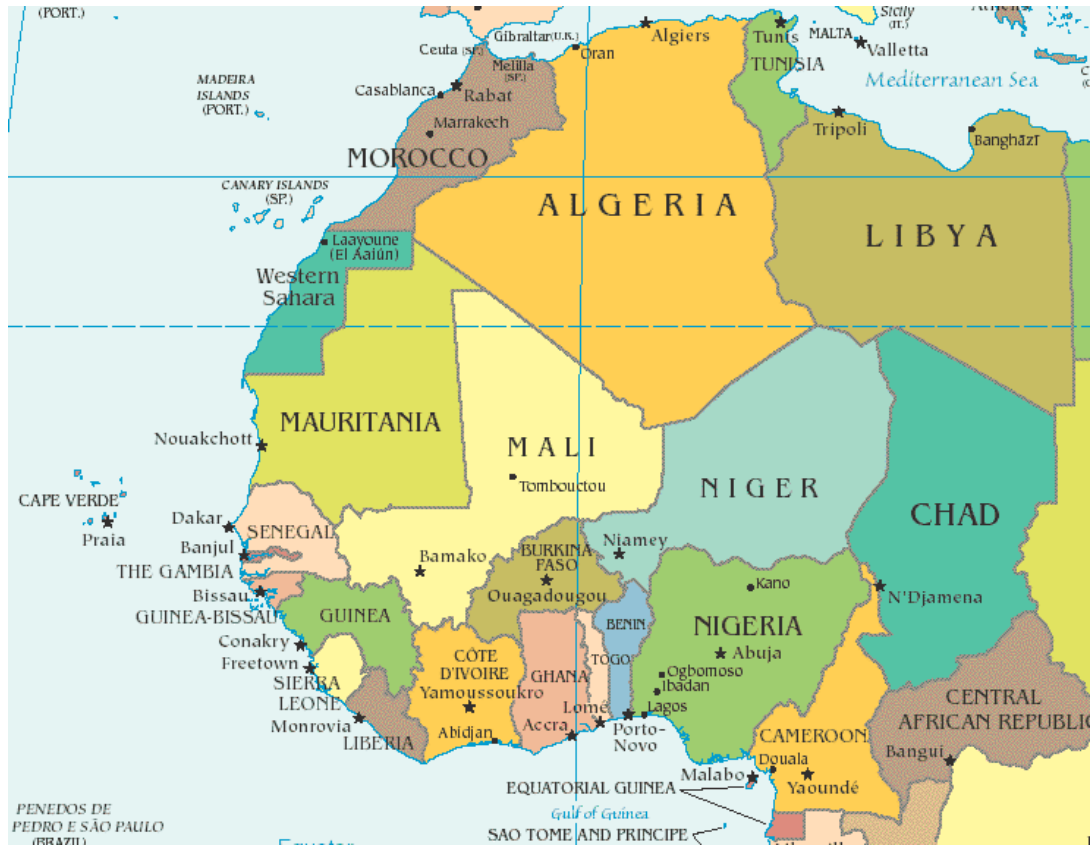 (PORT.)
Sicily
(IT.)
Gibraltar(U.K.)
Algiers
Tunis
MALTA
Valletta
Ceuta (SP.)
Oran
Melilla
(SP.)
TUNISIA
MADEIRA
ISLANDS
(PORT.)
Mediterranean Sea
Casablanca
Rabat
Tripoli
Marrakech
Banghāzī
MOROCCO
CANARY ISLANDS
(SP.)
ALGERIA
LIBYA
Laayoune
(El Aaiún)
Western
Sahara
MAURITANIA
MALI
Nouakchott
Tombouctou
NIGER
CAPE VERDE
Praia
CHAD
Dakar
SENEGAL
Banjul
Bamako
BURKINA
FASO
Niamey
THE GAMBIA
Bissau
Ouagadougou
Kano
N'Djamena
GUINEA-BISSAU
GUINEA
BENIN
NIGERIA
Conakry
Abuja
Freetown
CÔTE
D'IVOIRE
GHANA
TOGO
Ogbomoso
SIERRA
LEONE
Yamoussoukro
Ibadan
CENTRAL
AFRICAN REPUBLIC
Monrovia
LIBERIA
Abidjan
Accra
Lomé
Porto-
Novo
Lagos
CAMEROON
Bangui
Douala
Malabo
Yaoundé
EQUATORIAL GUINEA
PENEDOS DE
PEDRO E SÃO PAULO
(BRAZIL)
Gulf of Guinea
SAO TOME AND PRINCIPE
Equator